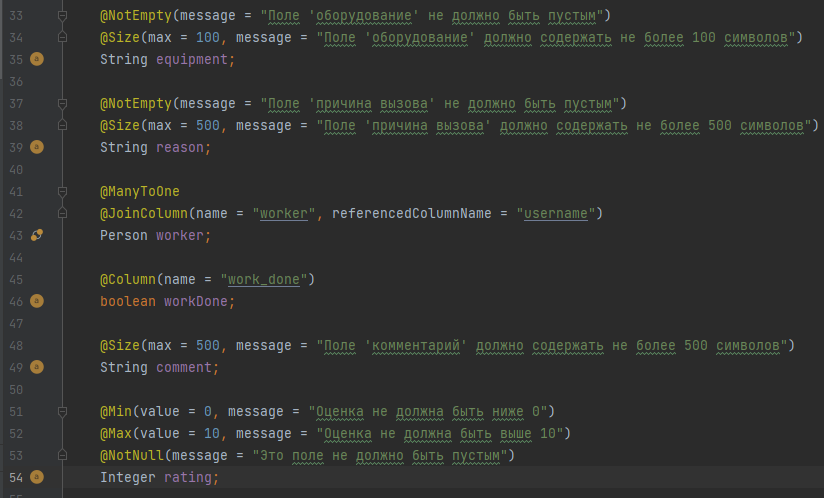 33 @NotEmpty(message = "Поле 'оборудование' не должно быть пустым")
34 @Size(max = 100, message = "Поле 'оборудование' должно содержать не более 100 символов")
35 String equipment;
36
37 @NotEmpty(message = "Поле 'причина вызова' не должно быть пустым")
38 @Size(max = 500, message = "Поле 'причина вызова' должно содержать не более 500 символов")
39 String reason;
40
41 @ManyToOne
42 @JoinColumn(name = "worker", referencedColumnName = "username")
43 Person worker;
44
45 @Column(name = "work_done")
46 boolean workDone;
47
48 @Size(max = 500, message = "Поле 'комментарий' должно содержать не более 500 символов")
49 String comment;
50
51 @Min(value = 0, message = "Оценка не должна быть ниже 0")
52 @Max(value = 10, message = "Оценка не должна быть выше 10")
53 @NotNull(message = "Это поле не должно быть пустым")
54 Integer rating;